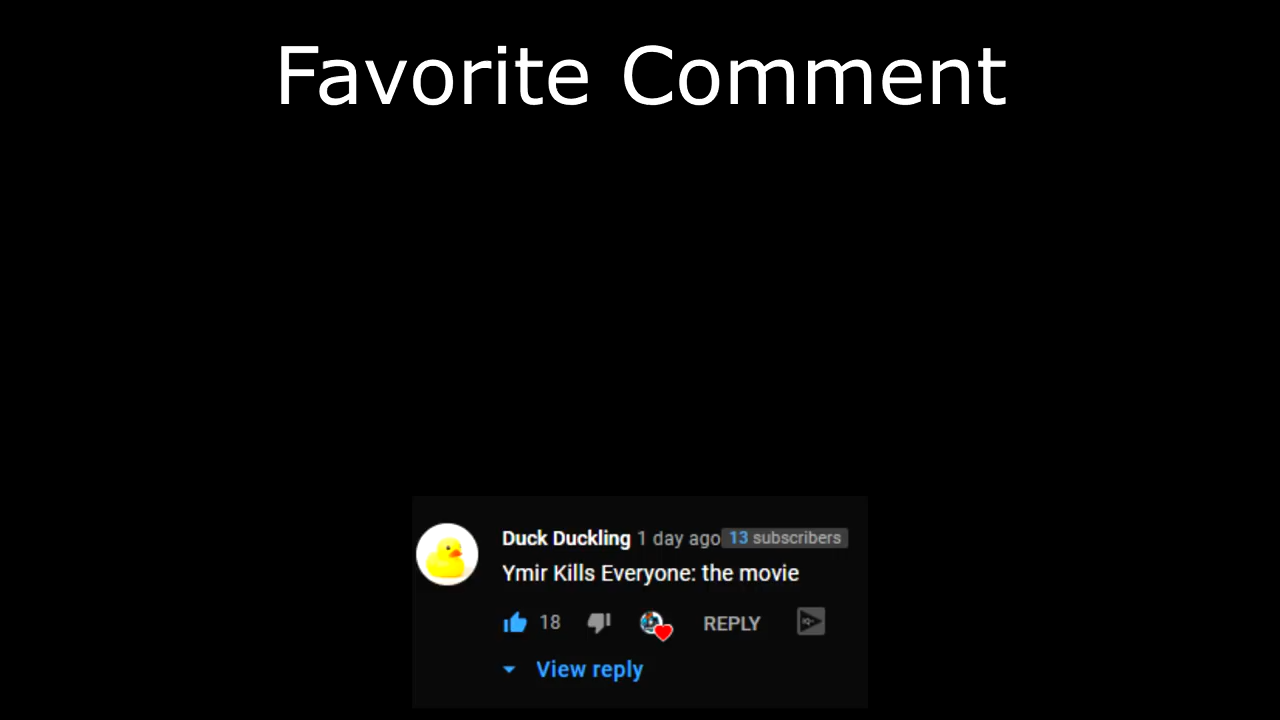 Favorite Comment
Duck Duckling 1 day ago 13 subscribers
Ymir Kills Everyone: the movie
18 REPLY
View reply